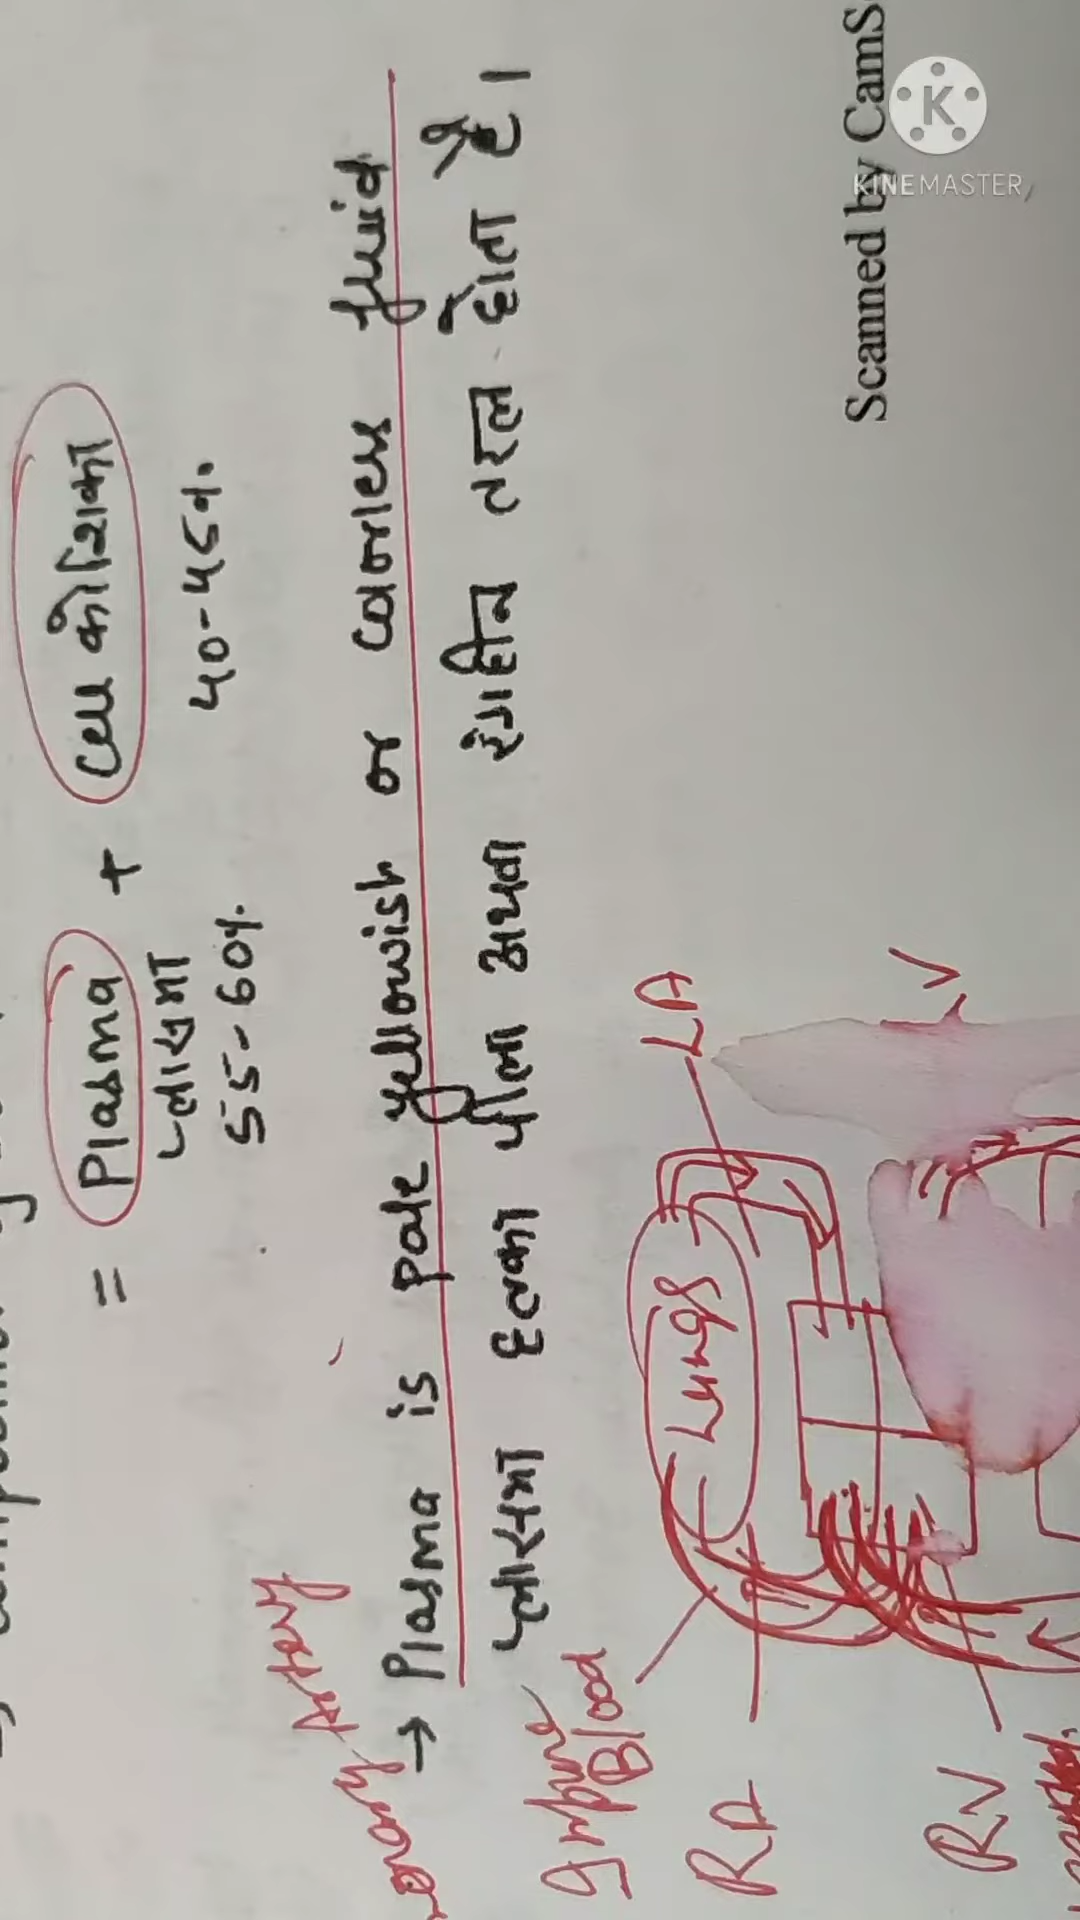 = Plasma + Cell कोशिका
प्लाज्मा
55-60% 40-45%
→ Plasma is pale yellowish or colorless fluid
प्लाज्मा हल्का पीला अथवा रंगहीन तरल होता है।
Artery
Impure
Blood
Lungs
LA
RA
RV
V
Scanned by CamS
K
KINEMASTER